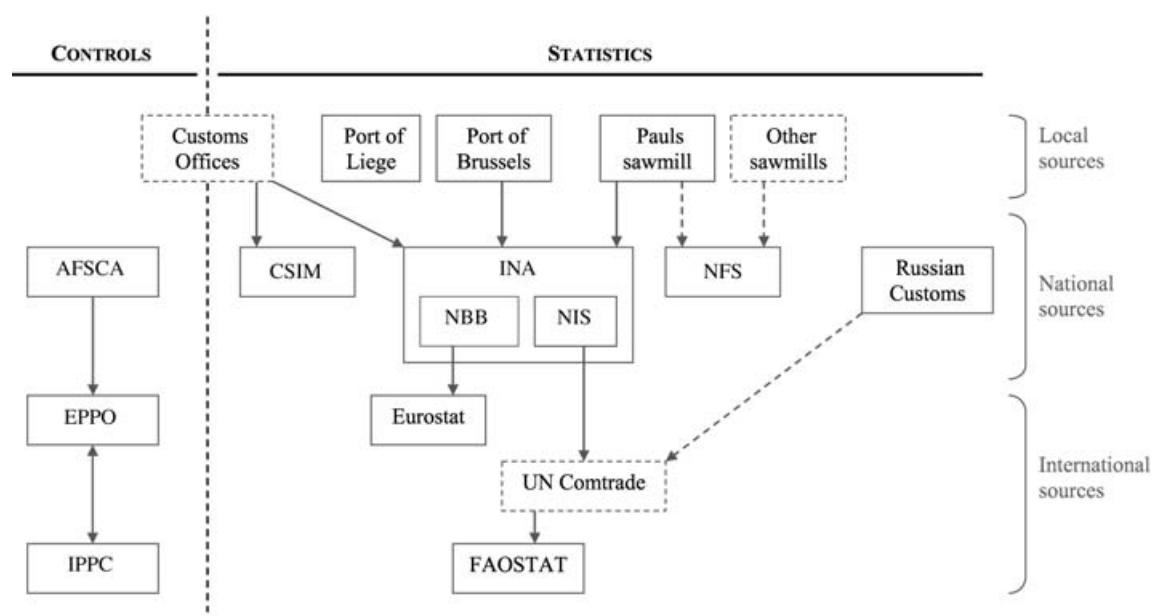 CONTROLS
STATISTICS
Customs
Offices
Port of
Liege
Port of
Brussels
Pauls
sawmill
Other
sawmills
Local
sources
AFSCA
CSIM
INA
NBB
NIS
NFS
Russian
Customs
National
sources
EPPO
Eurostat
UN Comtrade
International
sources
IPPC
FAOSTAT